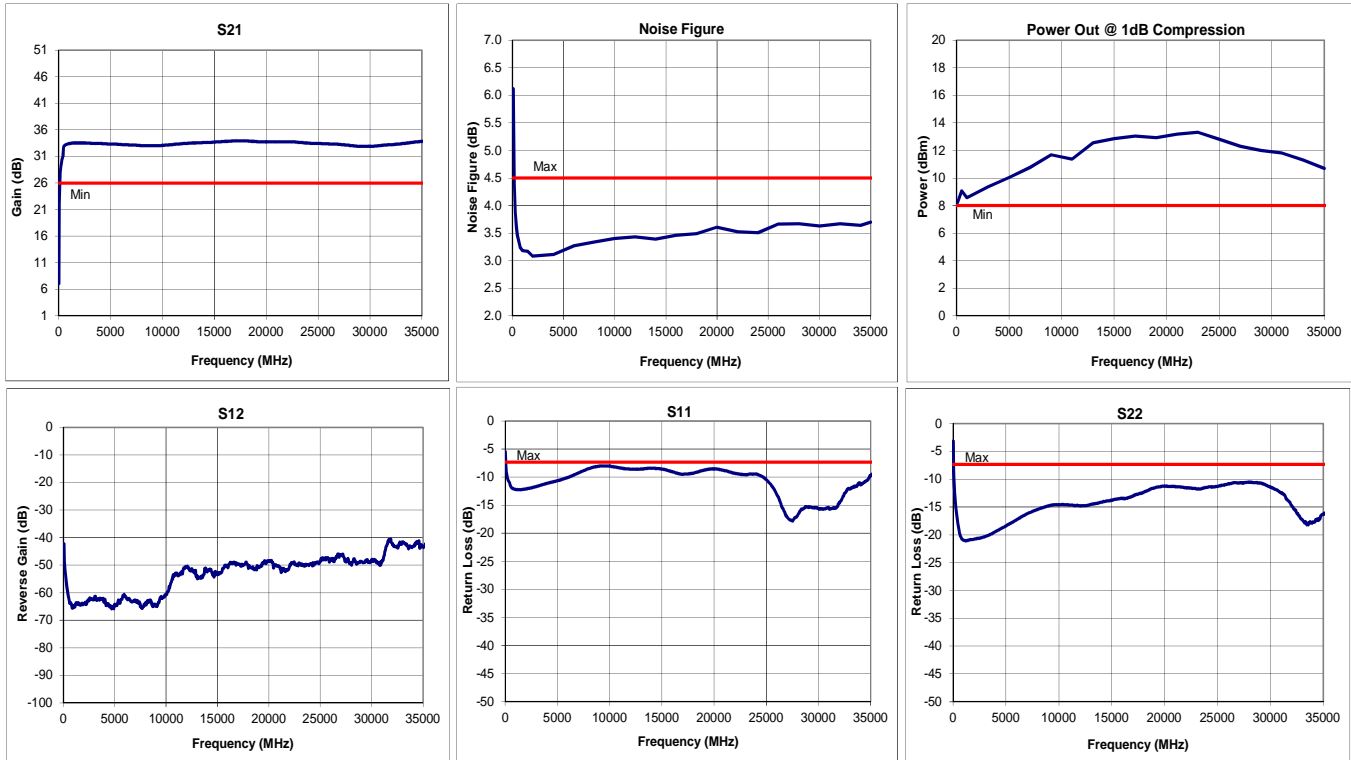 S21
Gain (dB)
51
46
41
36
31
26
21
16
11
6
1
Min
0 5000 10000 15000 20000 25000 30000 35000
Frequency (MHz)
Noise Figure
Noise Figure (dB)
7.0
6.5
6.0
5.5
5.0
4.5
4.0
3.5
3.0
2.5
2.0
Max
0 5000 10000 15000 20000 25000 30000 35000
Frequency (MHz)
Power Out @ 1dB Compression
Power (dBm)
20
18
16
14
12
10
8
6
4
2
0
Min
0 5000 10000 15000 20000 25000 30000 35000
Frequency (MHz)
S12
Reverse Gain (dB)
0
-10
-20
-30
-40
-50
-60
-70
-80
-90
-100
0 5000 10000 15000 20000 25000 30000 35000
Frequency (MHz)
S11
Return Loss (dB)
0
-5
-10
-15
-20
-25
-30
-35
-40
-45
-50
Max
0 5000 10000 15000 20000 25000 30000 35000
Frequency (MHz)
S22
Return Loss (dB)
0
-5
-10
-15
-20
-25
-30
-35
-40
-45
-50
Max
0 5000 10000 15000 20000 25000 30000 35000
Frequency (MHz)